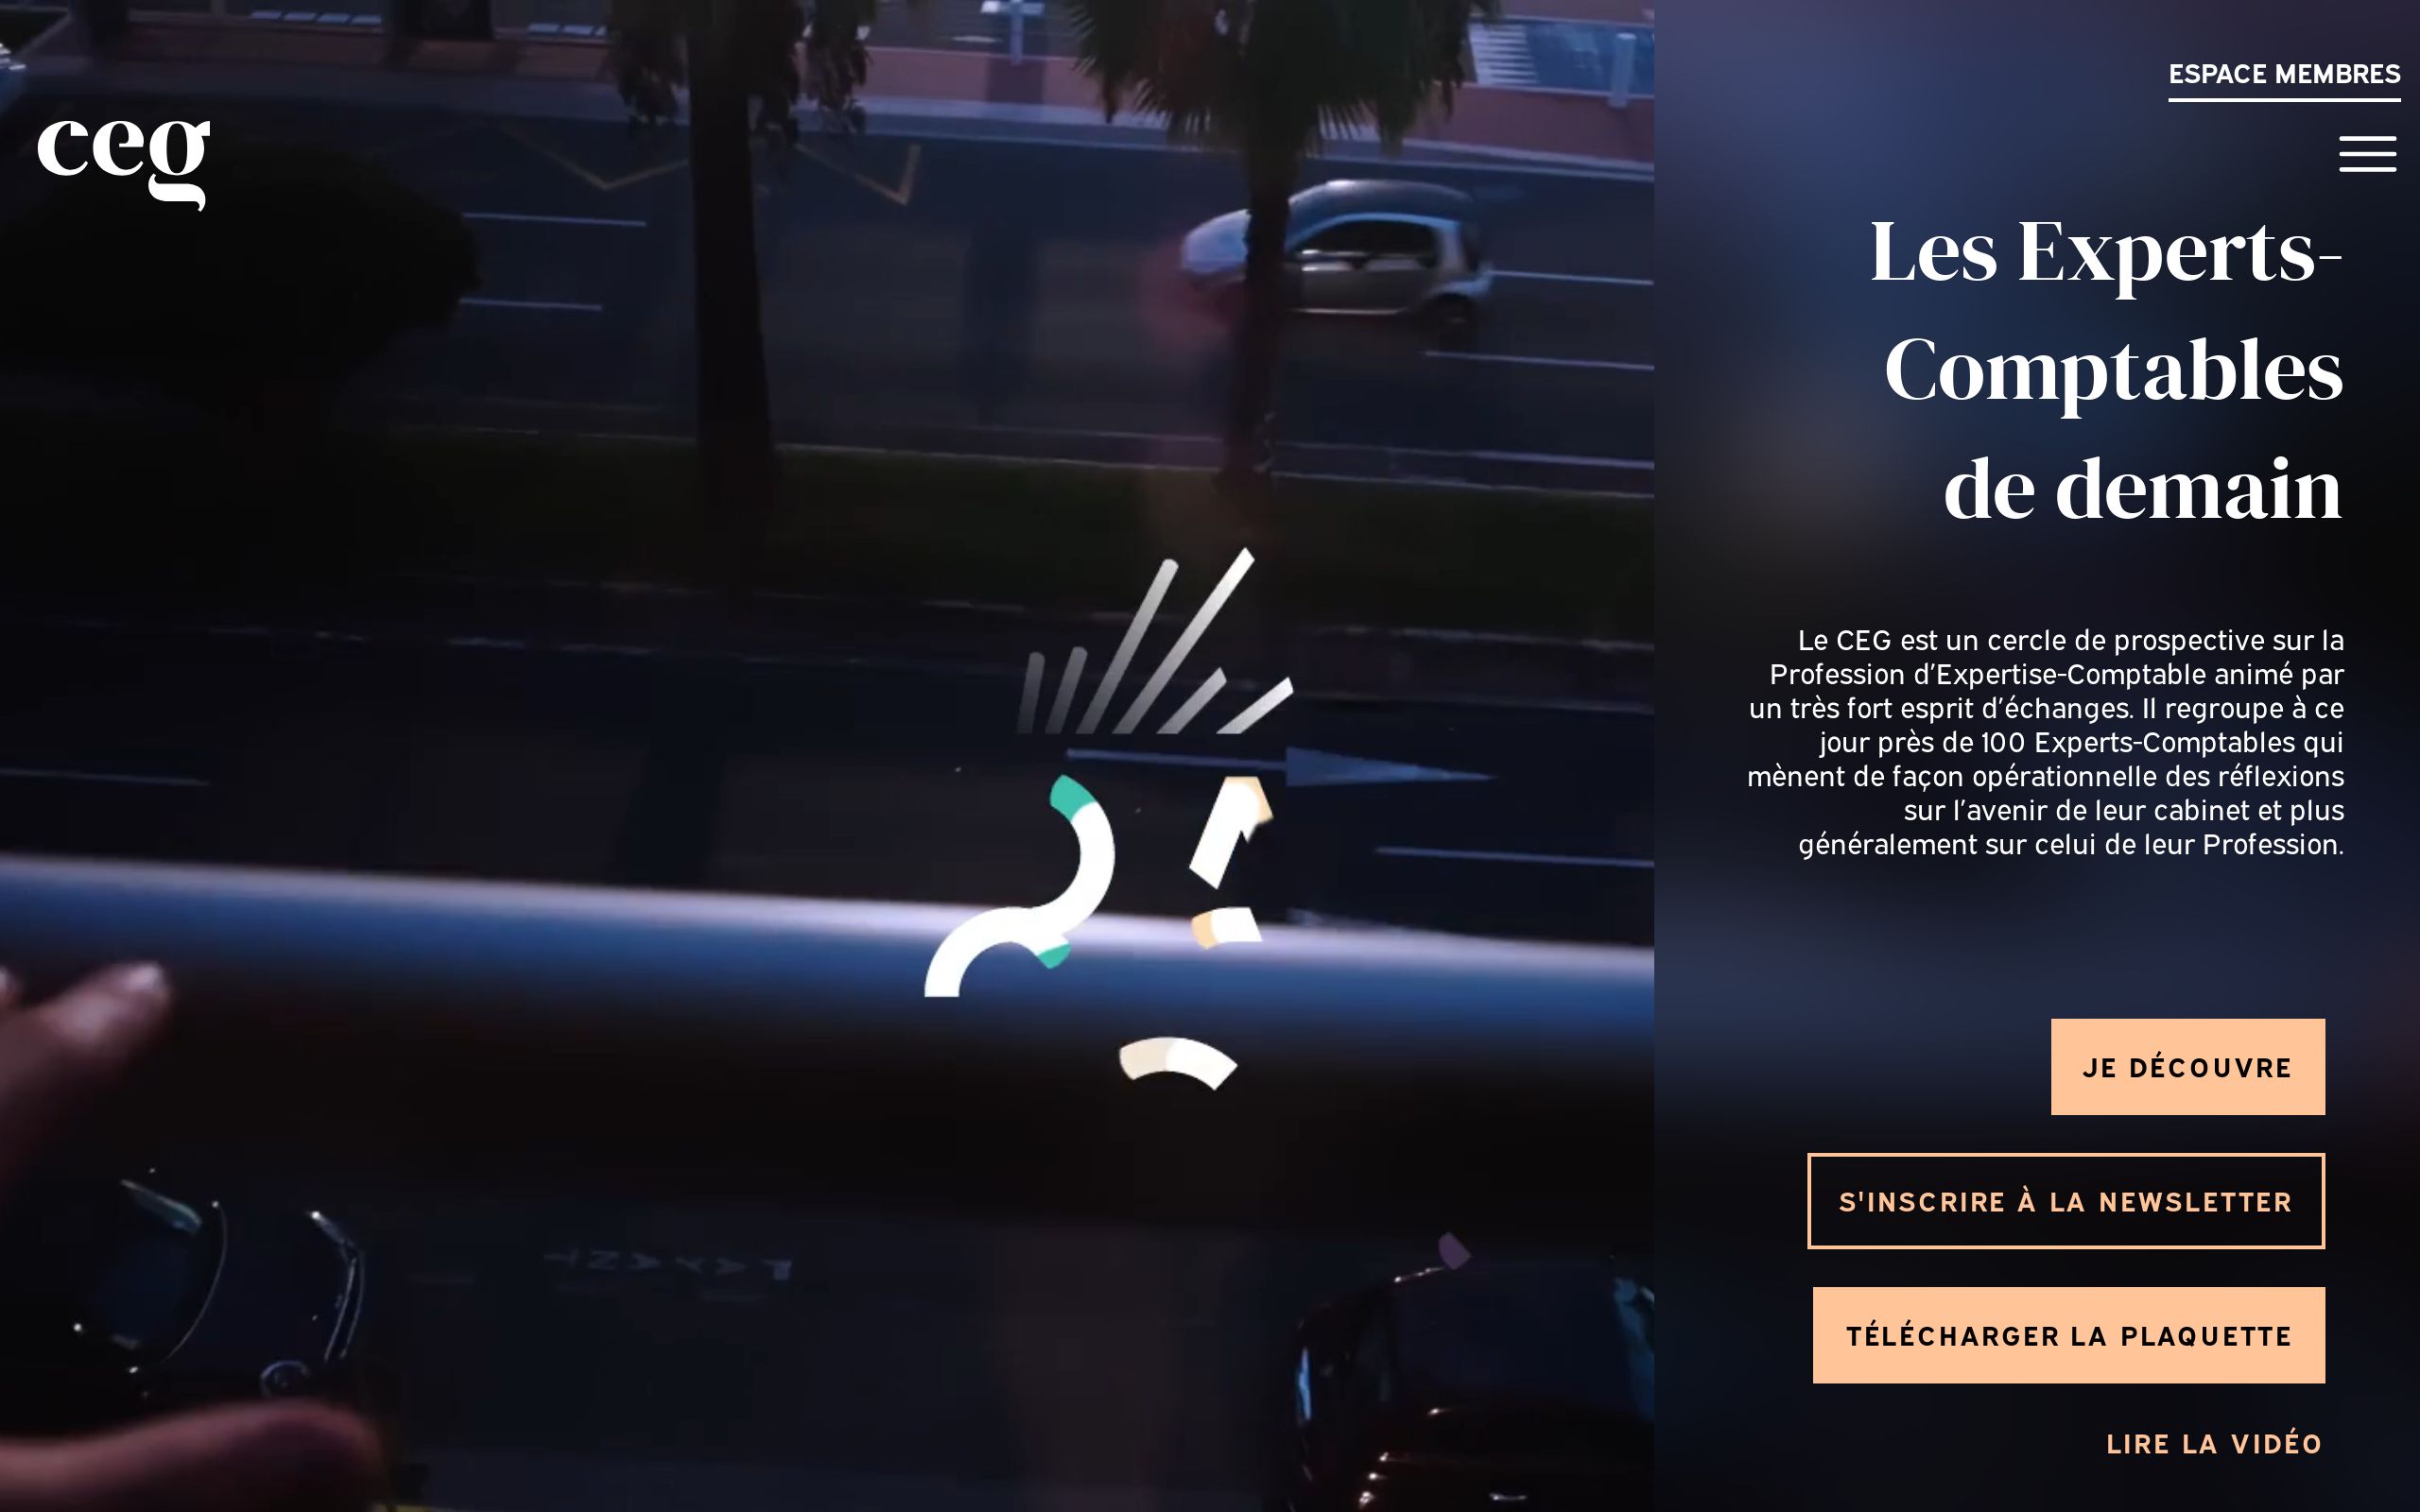 ESPACE MEMBRES
ceg
Les Experts-
Comptables
de demain
Le CEG est un cercle de prospective sur la
Profession d’Expertise-Comptable animé par
un très fort esprit d’échanges. Il regroupe à ce
jour près de 100 Experts-Comptables qui
mènent de façon opérationnelle des réflexions
sur l’avenir de leur cabinet et plus
généralement sur celui de leur Profession.
JE DÉCOUVRE
S'INSCRIRE À LA NEWSLETTER
TÉLÉCHARGER LA PLAQUETTE
LIRE LA VIDÉO